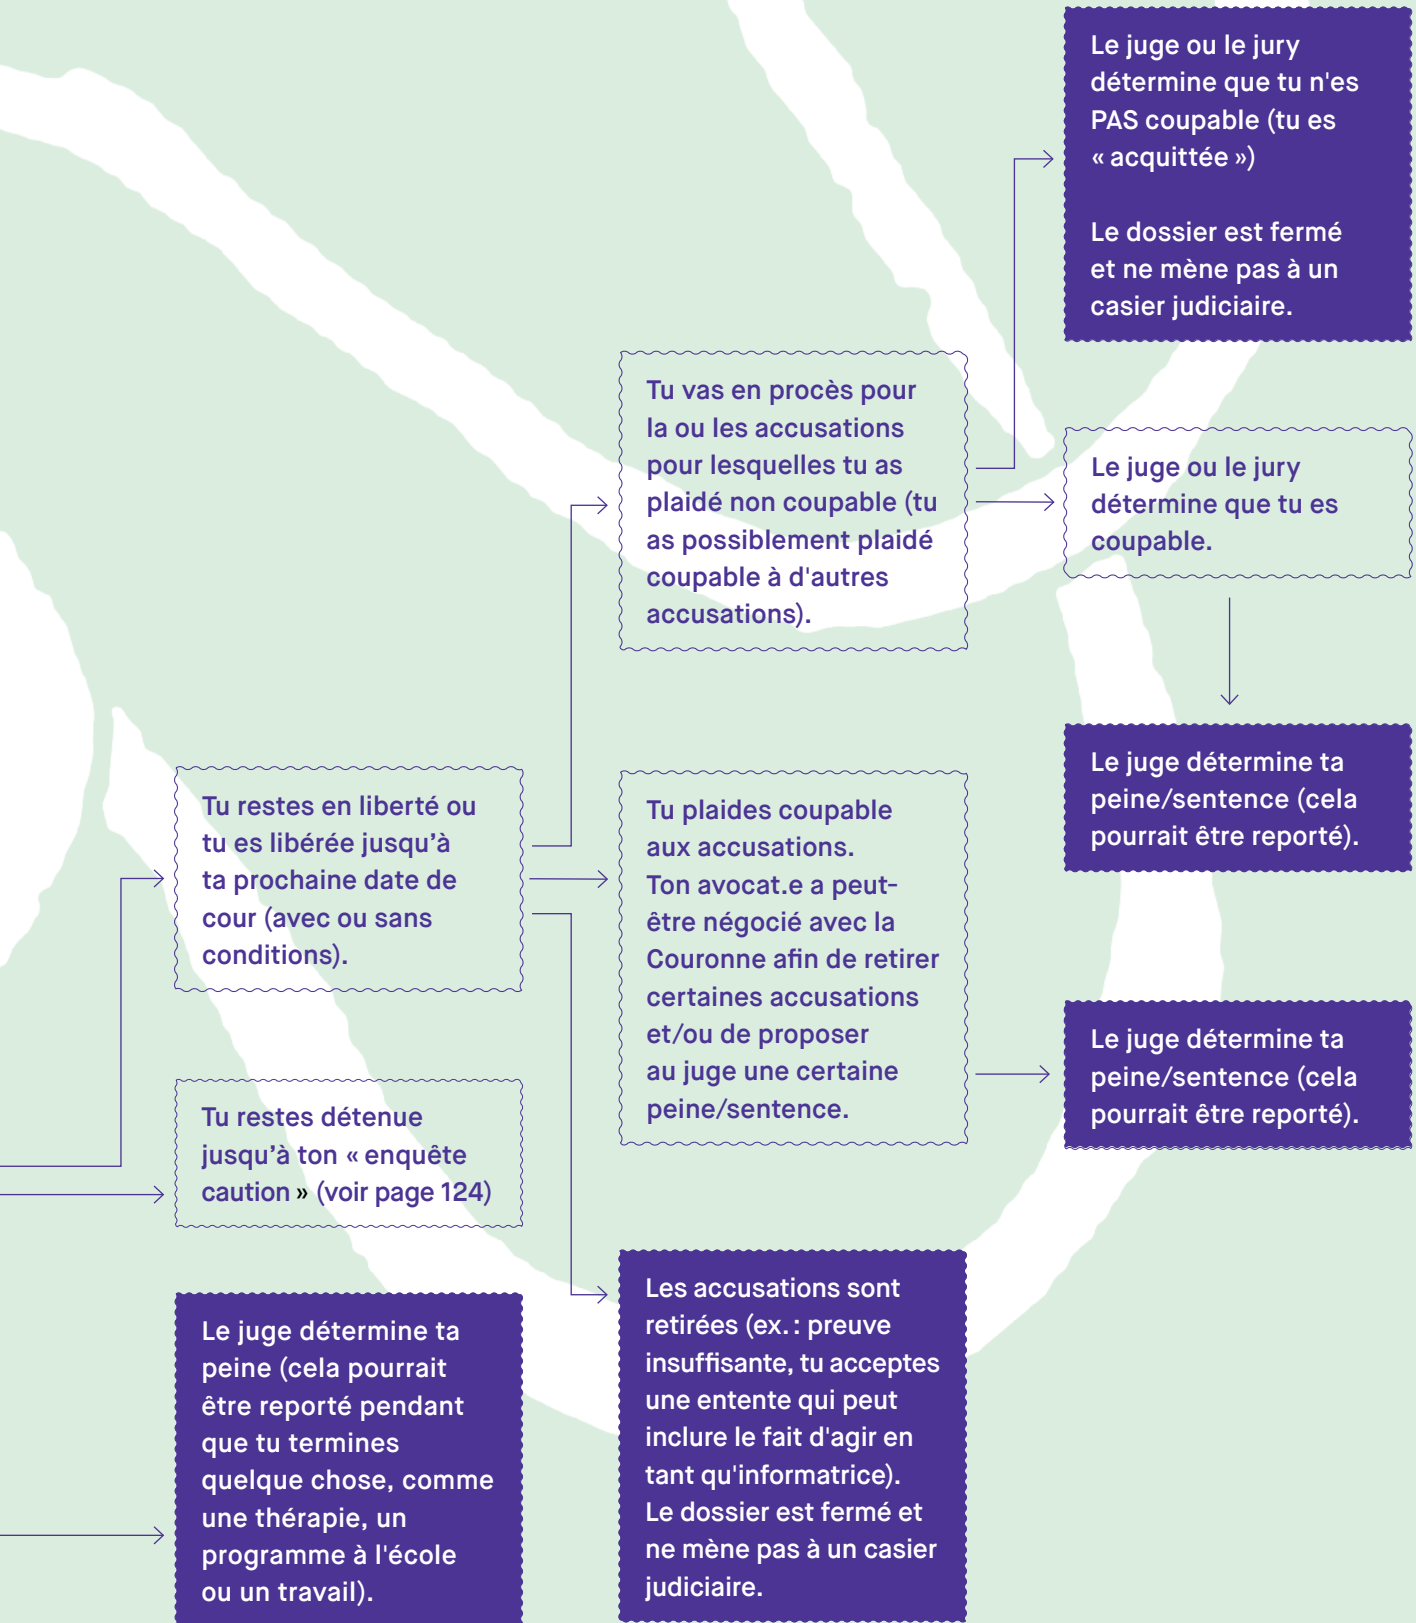 Le juge ou le jury
détermine que tu n'es
PAS coupable (tu es
« acquittée »)
Le dossier est fermé
et ne mène pas à un
casier judiciaire.
Tu vas en procès pour
la ou les accusations
pour lesquelles tu as
plaidé non coupable (tu
as possiblement plaidé
coupable à d'autres
accusations).
Le juge ou le jury
détermine que tu es
coupable.
Le juge détermine ta
peine/sentence (cela
pourrait être reporté).
Tu restes en liberté ou
tu es libérée jusqu'à
ta prochaine date de
cour (avec ou sans
conditions).
Tu plaides coupable
aux accusations.
Ton avocat.e a peut-
être négocié avec la
Couronne afin de retirer
certaines accusations
et/ou de proposer
au juge une certaine
peine/sentence.
Le juge détermine ta
peine/sentence (cela
pourrait être reporté).
Tu restes détenue
jusqu'à ton « enquête
caution » (voir page 124)
Les accusations sont
retirées (ex. : preuve
insuffisante, tu acceptes
une entente qui peut
inclure le fait d'agir en
tant qu'informatrice).
Le dossier est fermé et
ne mène pas à un casier
judiciaire.
Le juge détermine ta
peine (cela pourrait
être reporté pendant
que tu termines
quelque chose, comme
une thérapie, un
programme à l'école
ou un travail).